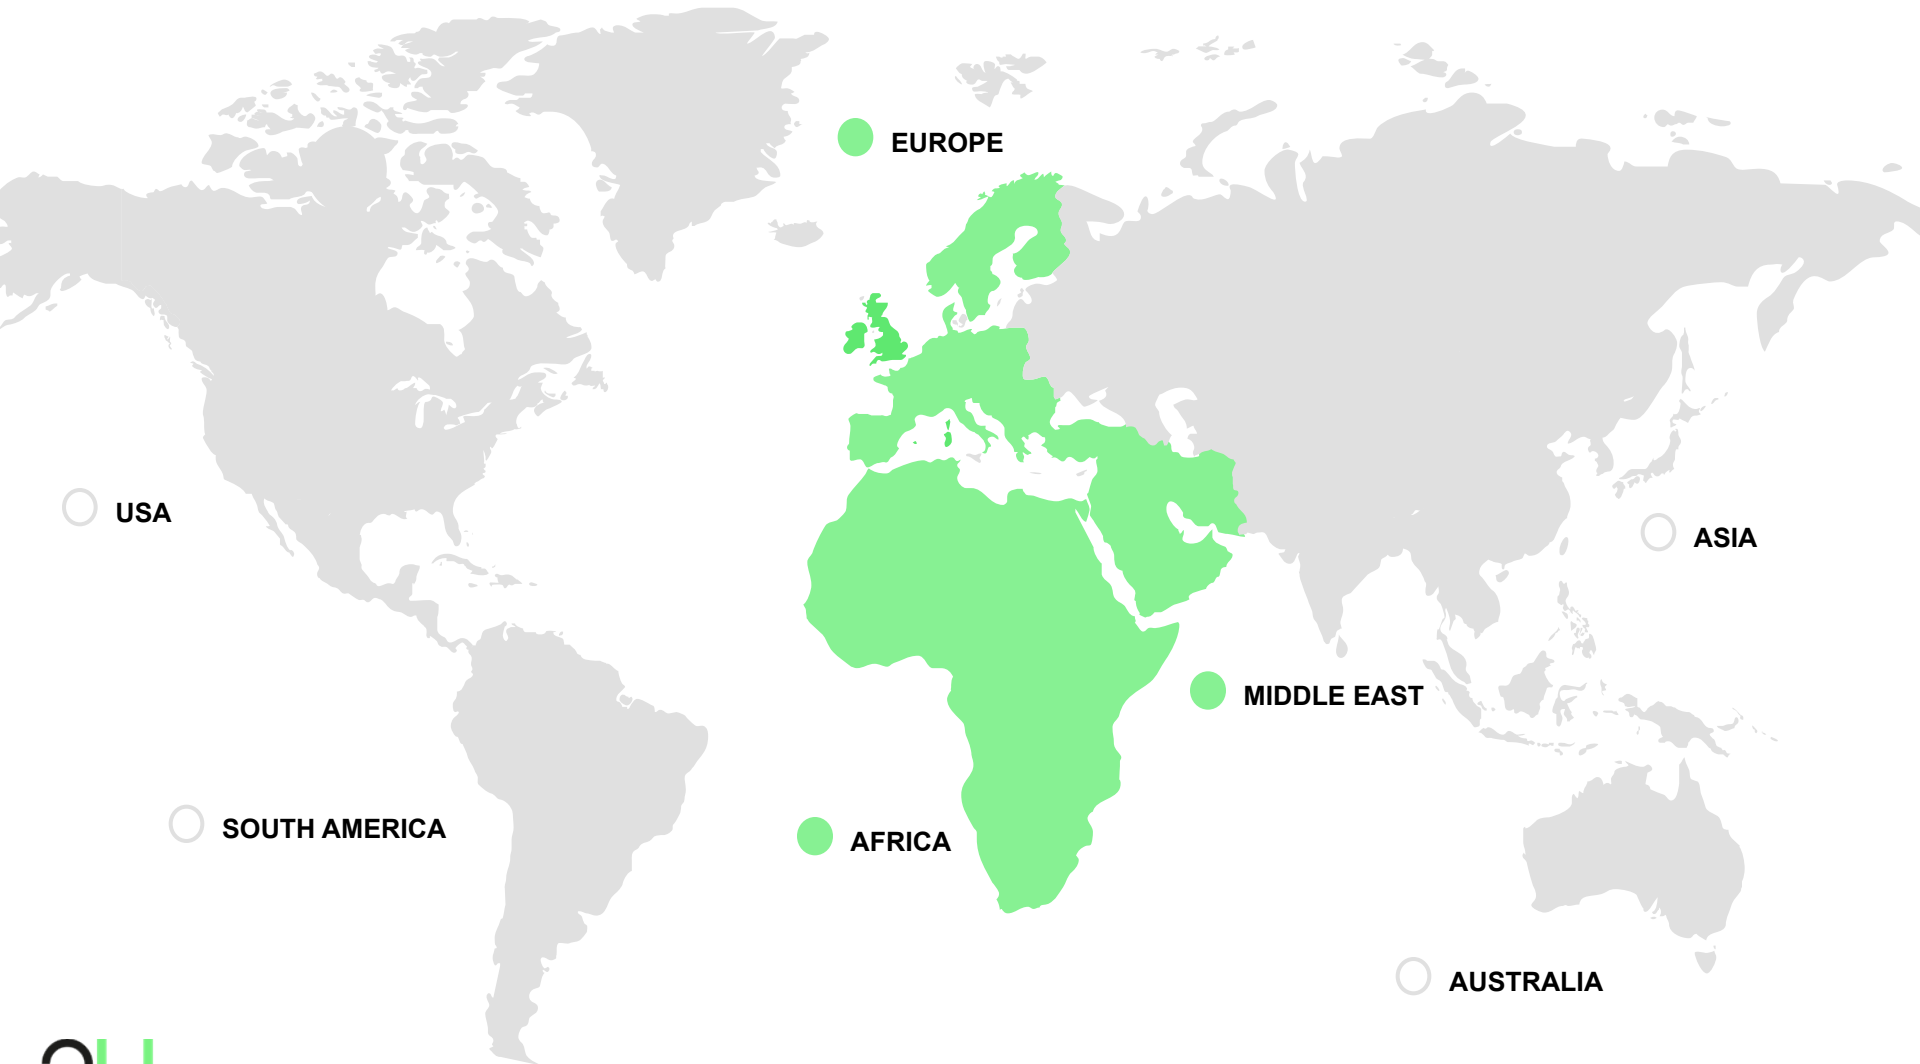 EUROPE
USA
ASIA
MIDDLE EAST
SOUTH AMERICA
AFRICA
AUSTRALIA